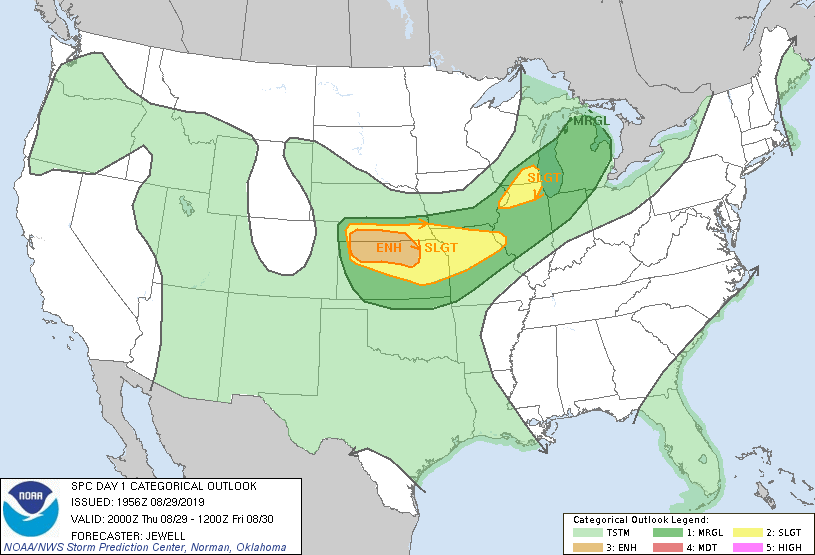 MRGL
SLGT
ENH
SLGT
NOAA
SPC DAY 1 CATEGORICAL OUTLOOK
ISSUED: 1956Z 08/29/2019
VALID: 2000Z Thu 08/29 - 1200Z Fri 08/30
FORECASTER: JEWELL
NOAA/NWS Storm Prediction Center, Norman, Oklahoma
Categorical Outlook Legend:
TSTM 1: MRGL 2: SLGT
3: ENH 4: MDT 5: HIGH